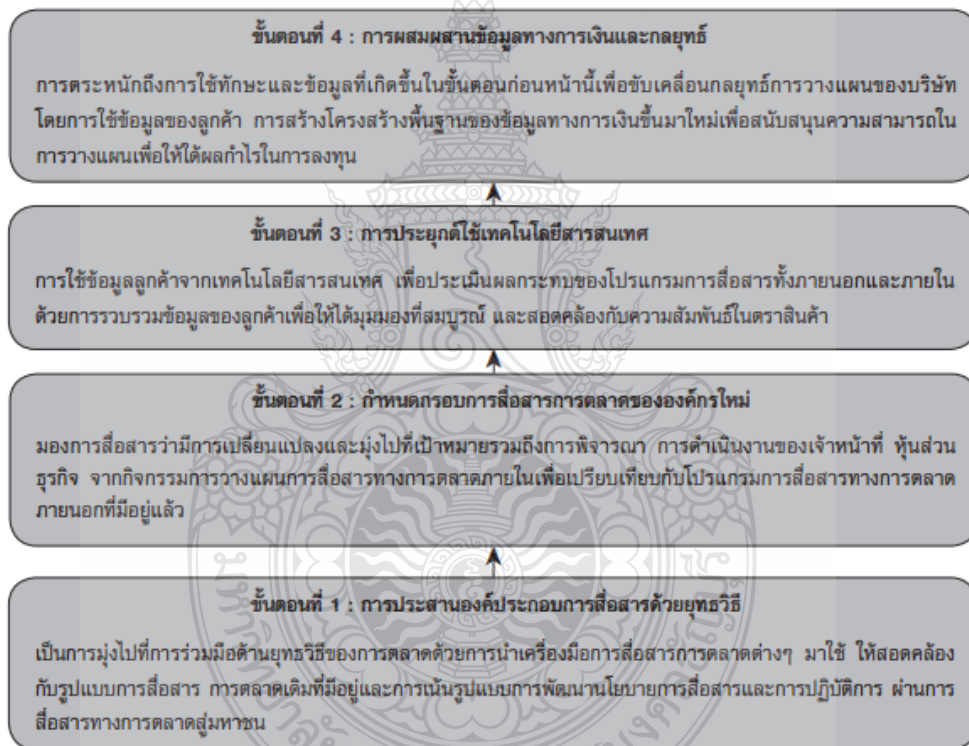 ขั้นตอนที่ 4 : การผสมผสานข้อมูลทางการเงินและกลยุทธ์
การตระหนักถึงการใช้ทักษะและข้อมูลที่เกิดขึ้นในขั้นตอนก่อนหน้านี้เพื่อขับเคลื่อนกลยุทธ์การวางแผนของบริษัท
โดยการใช้ข้อมูลของลูกค้า การสร้างโครงสร้างพื้นฐานของข้อมูลทางการเงินขึ้นมาใหม่เพื่อสนับสนุนความสามารถใน
การวางแผนเพื่อให้ได้ผลกำไรในการลงทุน
ขั้นตอนที่ 3 : การประยุกต์ใช้เทคโนโลยีสารสนเทศ
การใช้ข้อมูลลูกค้าจากเทคโนโลยีสารสนเทศ เพื่อประเมินผลกระทบของโปรแกรมการสื่อสารทั้งภายนอกและภายใน
ด้วยการรวบรวมข้อมูลของลูกค้าเพื่อให้ได้มุมมองที่สมบูรณ์ และสอดคล้องกับความสัมพันธ์ในตราสินค้า
ขั้นตอนที่ 2 : กำหนดกรอบการสื่อสารการตลาดขององค์กรใหม่
มองการสื่อสารว่ามีการเปลี่ยนแปลงและมุ่งไปที่เป้าหมายรวมถึงการพิจารณา การดำเนินงานของเจ้าหน้าที่ หุ้นส่วน
ธุรกิจ จากกิจกรรมการวางแผนการสื่อสารทางการตลาดภายในเพื่อเปรียบเทียบกับโปรแกรมการสื่อสารทางการตลาด
ภายนอกที่มีอยู่แล้ว
ขั้นตอนที่ 1 : การประสานองค์ประกอบการสื่อสารด้วยยุทธวิธี
เป็นการมุ่งไปที่การร่วมมือด้านยุทธวิธีของการตลาดด้วยการนำเครื่องมือการสื่อสารการตลาดต่างๆ มาใช้ ให้สอดคล้อง
กับรูปแบบการสื่อสาร การตลาดเดิมที่มีอยู่และการเน้นรูปแบบการพัฒนานโยบายการสื่อสารและการปฏิบัติการ ผ่านการ
สื่อสารทางการตลาดสู่มหาชน